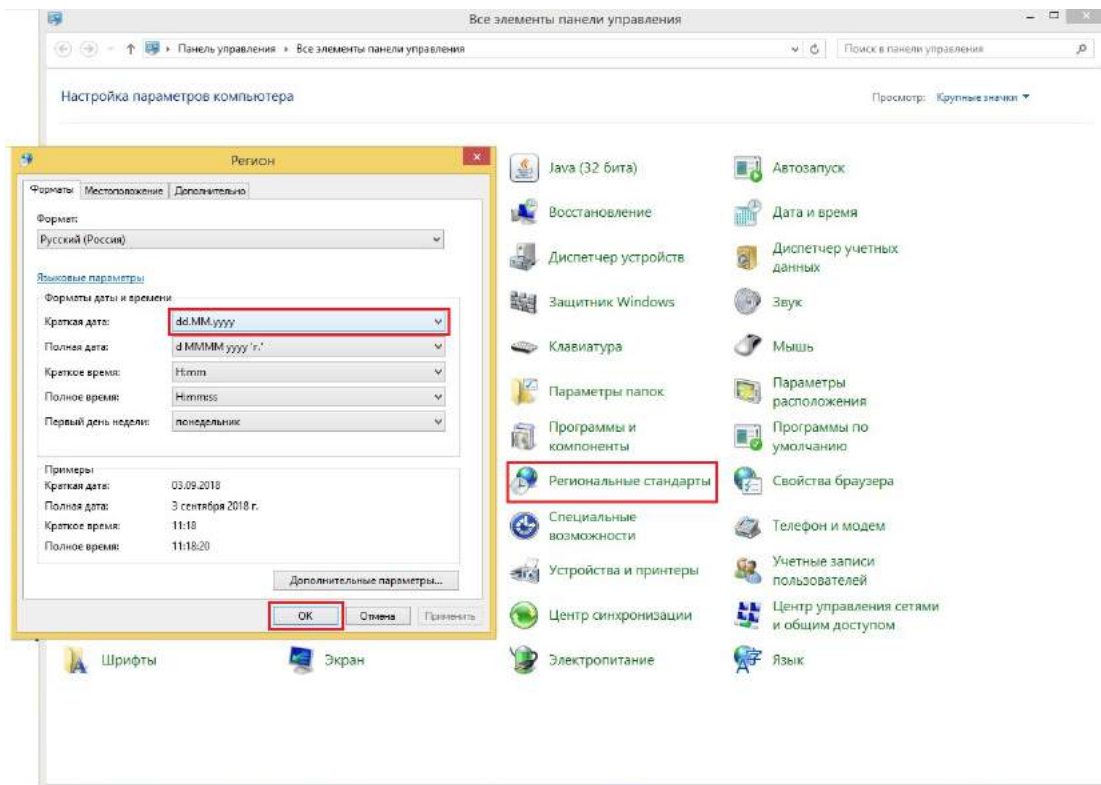 Все элементы панели управления
Панель управления
Все элементы панели управления
Поиск в панели управления
Настройка параметров компьютера
Просмотр: Крупные значки
Регион
Форматы
Местоположение
Дополнительно
Формат:
Русский (Россия)
Языковые параметры
Форматы даты и времени
Краткая дата: dd.MM.yyyy
Полная дата: d MMMM yyyy 'г.'
Краткое время: H:mm
Полное время: H:mm:ss
Первый день недели: понедельник
Примеры
Краткая дата: 03.09.2018
Полная дата: 3 сентября 2018 г.
Краткое время: 11:18
Полное время: 11:18:20
Дополнительные параметры...
OK
Отмена
Применить
Java (32 бита)
Автозапуск
Восстановление
Дата и время
Диспетчер устройств
Диспетчер учетных
данных
Защитник Windows
Звук
Клавиатура
Мышь
Параметры папок
Параметры
расположения
Программы и
компоненты
Программы по
умолчанию
Региональные стандарты
Свойства браузера
Специальные
возможности
Телефон и модем
Устройства и принтеры
Учетные записи
пользователей
Центр синхронизации
Центр управления сетями
и общим доступом
Шрифты
Экран
Электропитание
Язык